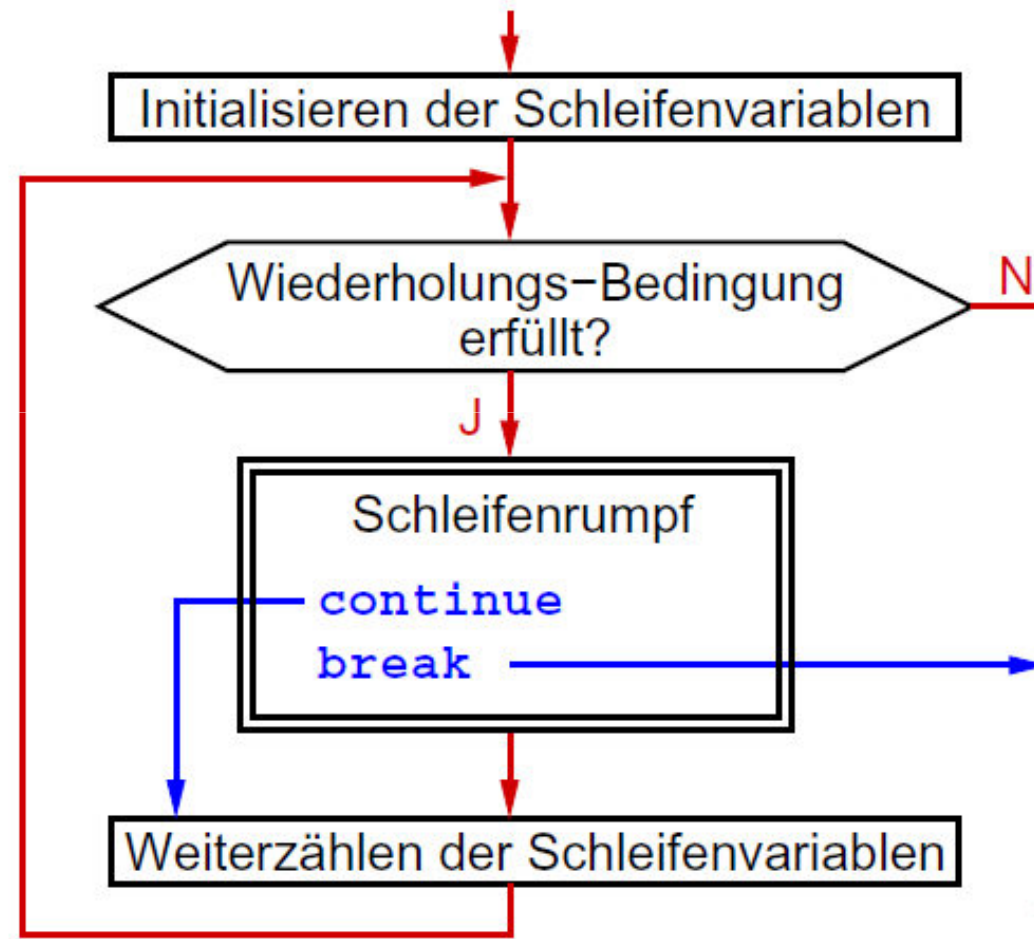 Initialisieren der Schleifenvariablen
Wiederholungs-Bedingung
erfüllt?
N
J
Schleifenrumpf
continue
break
Weiterzählen der Schleifenvariablen